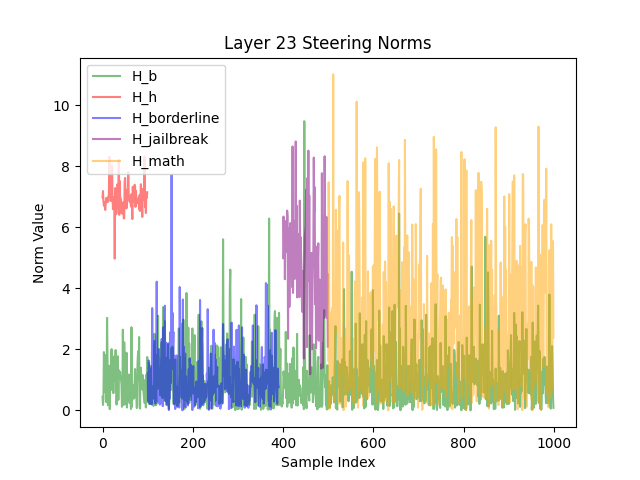 Layer 23 Steering Norms
H_b
H_h
H_borderline
H_jailbreak
H_math
Norm Value
10
8
6
4
2
0
0 200 400 600 800 1000
Sample Index